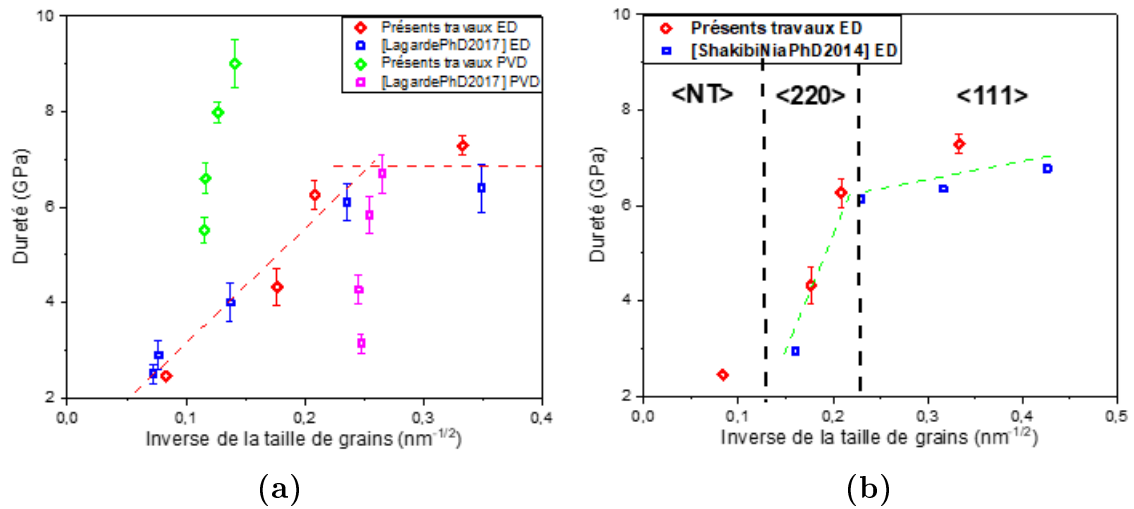 Présents travaux ED
[LagardePhD2017] ED
Présents travaux PVD
[LagardePhD2017] PVD
10
8
6
4
2
Dureté (GPa)
0,0 0,1 0,2 0,3 0,4
Inverse de la taille de grains (nm-1/2)
(a)
Présents travaux ED
[ShakibiNiaPhD2014] ED
<NT> <220> <111>
10
8
6
4
2
Dureté (GPa)
0,0 0,1 0,2 0,3 0,4 0,5
Inverse de la taille de grains (nm-1/2)
(b)